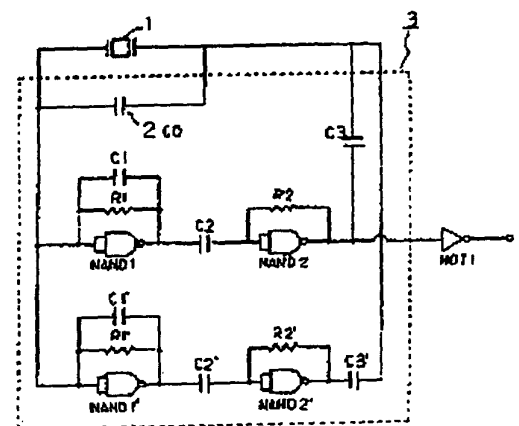 1
3
2 C0
C3
C1
R1
C2
R2
NAND1
NAND2
NOT1
C1'
R1'
C2'
R2'
C3'
NAND1'
NAND2'